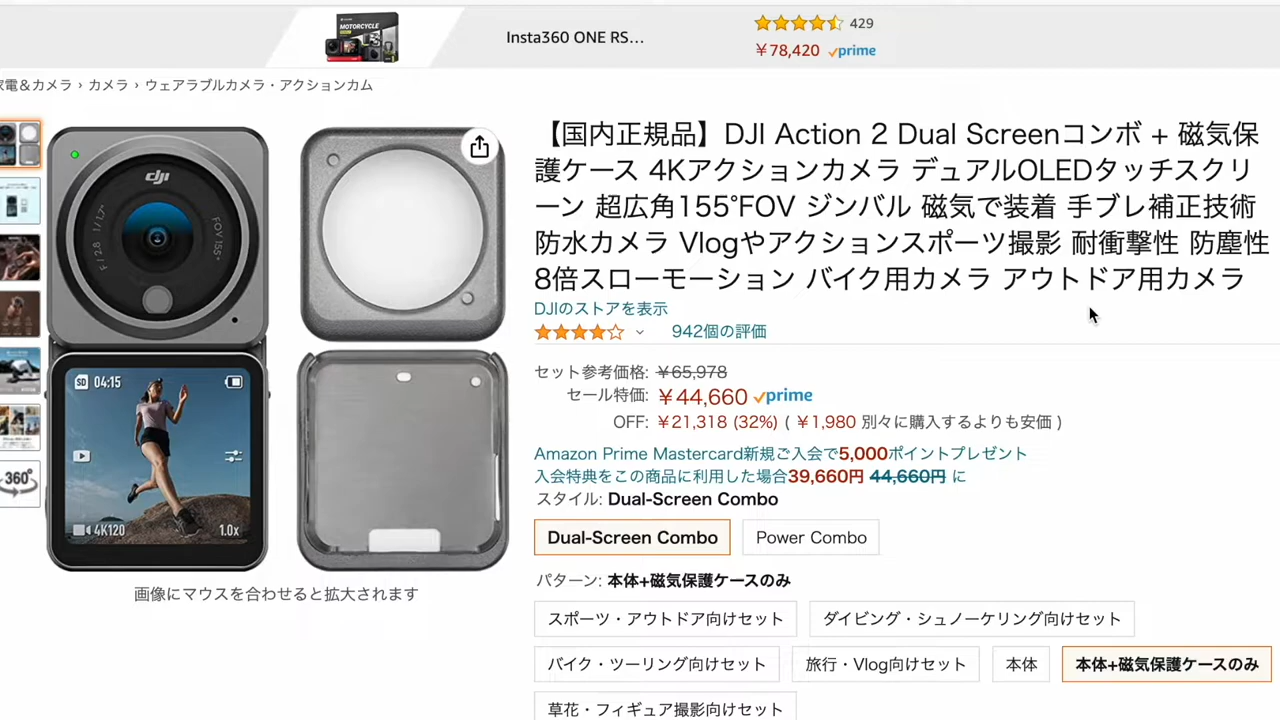 MOTORCYCLE
Insta360 ONE RS...
429
¥78,420 prime
家電&カメラ › カメラ › ウェアラブルカメラ・アクションカム
【国内正規品】DJI Action 2 Dual Screenコンボ + 磁気保
護ケース 4Kアクションカメラ デュアルOLEDタッチスクリ
ーン 超広角155°FOV ジンバル 磁気で装着 手ブレ補正技術
防水カメラ Vlogやアクションスポーツ撮影 耐衝撃性 防塵性
8倍スローモーション バイク用カメラ アウトドア用カメラ
DJIのストアを表示
942個の評価
セット参考価格: ¥65,978
セール特価: ¥44,660 prime
OFF: ¥21,318 (32%) ( ¥1,980 別々に購入するよりも安価 )
Amazon Prime Mastercard新規ご入会で5,000ポイントプレゼント
入会特典をこの商品に利用した場合39,660円 44,660円 に
スタイル: Dual-Screen Combo
Dual-Screen Combo Power Combo
パターン: 本体+磁気保護ケースのみ
スポーツ・アウトドア向けセット ダイビング・シュノーケリング向けセット
バイク・ツーリング向けセット 旅行・Vlog向けセット 本体 本体+磁気保護ケースのみ
草花・フィギュア撮影向けセット
dji
F/2.8 1/1.7"
FOV 155°
SD 04:15
4K120 1.0x
360°
画像にマウスを合わせると拡大されます